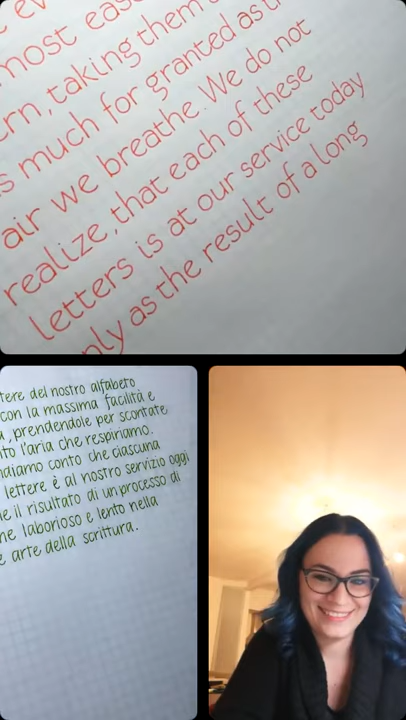 most
ern, taking them
s much for granted as
air we breathe. We do not
realize, that each of these
letters is at our service today
as the result of a long
tere del nostro alfabeto
con la massima facilità e
a, prendendole per scontate
to l'aria che respiriamo.
ndiamo conto che ciascuna
lettere è al nostro servizio oggi
e il risultato di un processo di
ne laborioso e lento nella
e arte della scrittura.